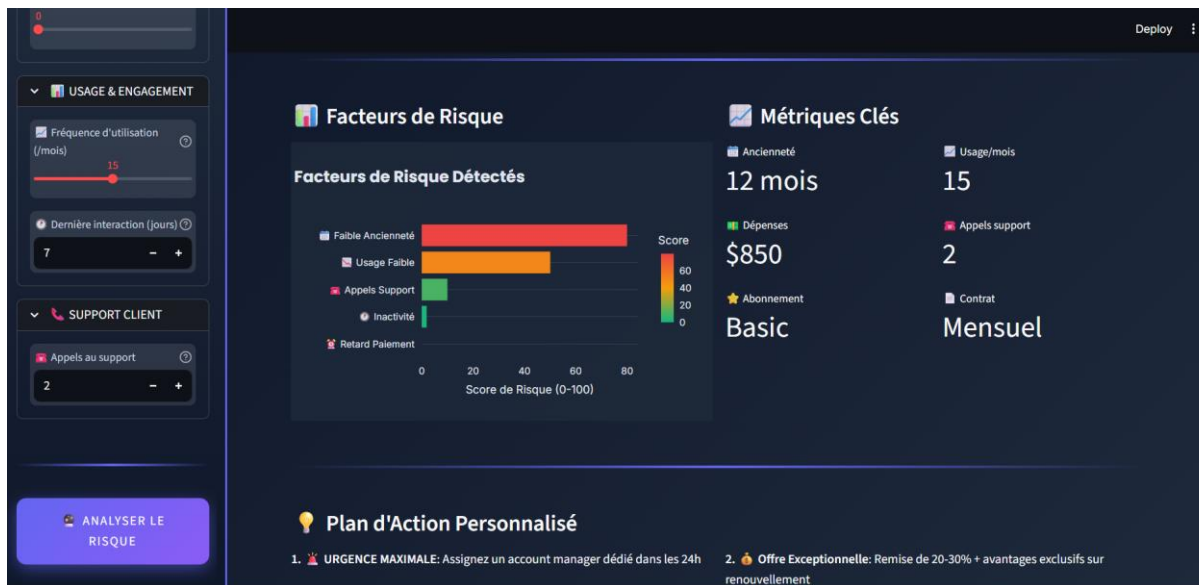 0
USAGE & ENGAGEMENT
Fréquence d'utilisation
(/mois)
15
Dernière interaction (jours)
7
SUPPORT CLIENT
Appels au support
2
ANALYSER LE
RISQUE
Deploy
Facteurs de Risque
Facteurs de Risque Détectés
Faible Ancienneté
Usage Faible
Appels Support
Inactivité
Retard Paiement
0 20 40 60 80
Score de Risque (0-100)
Score
60
40
20
0
Métriques Clés
Ancienneté
12 mois
Usage/mois
15
Dépenses
$850
Appels support
2
Abonnement
Basic
Contrat
Mensuel
Plan d'Action Personnalisé
1. URGENCE MAXIMALE: Assignez un account manager dédié dans les 24h
2. Offre Exceptionnelle: Remise de 20-30% + avantages exclusifs sur
renouvellement